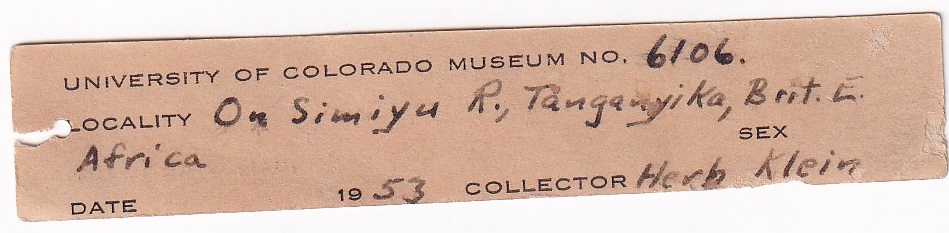 UNIVERSITY OF COLORADO MUSEUM NO. 6106.
LOCALITY On Simiyu R., Tanganyika, Brit. E.
Africa SEX
DATE 1953 COLLECTOR Herb Klein